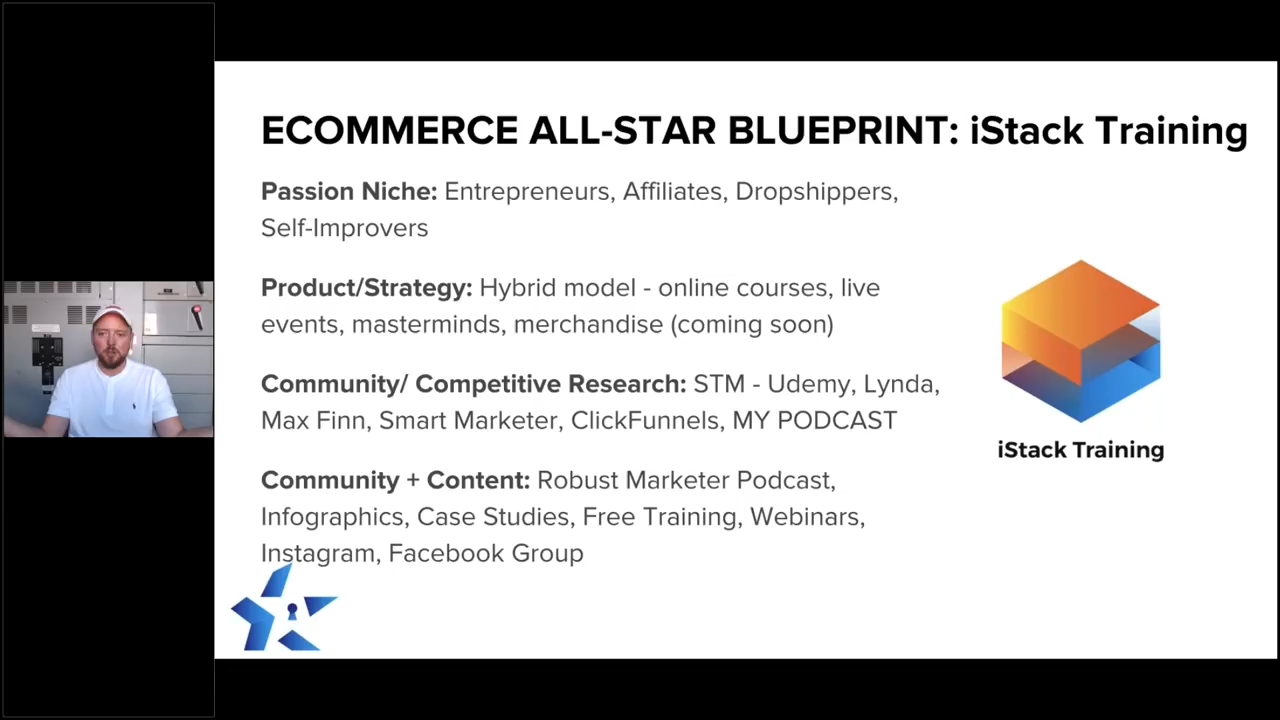 ECOMMERCE ALL-STAR BLUEPRINT: iStack Training
Passion Niche: Entrepreneurs, Affiliates, Dropshippers,
Self-Improvers
Product/Strategy: Hybrid model - online courses, live
events, masterminds, merchandise (coming soon)
Community/ Competitive Research: STM - Udemy, Lynda,
Max Finn, Smart Marketer, ClickFunnels, MY PODCAST
Community + Content: Robust Marketer Podcast,
Infographics, Case Studies, Free Training, Webinars,
Instagram, Facebook Group
iStack Training